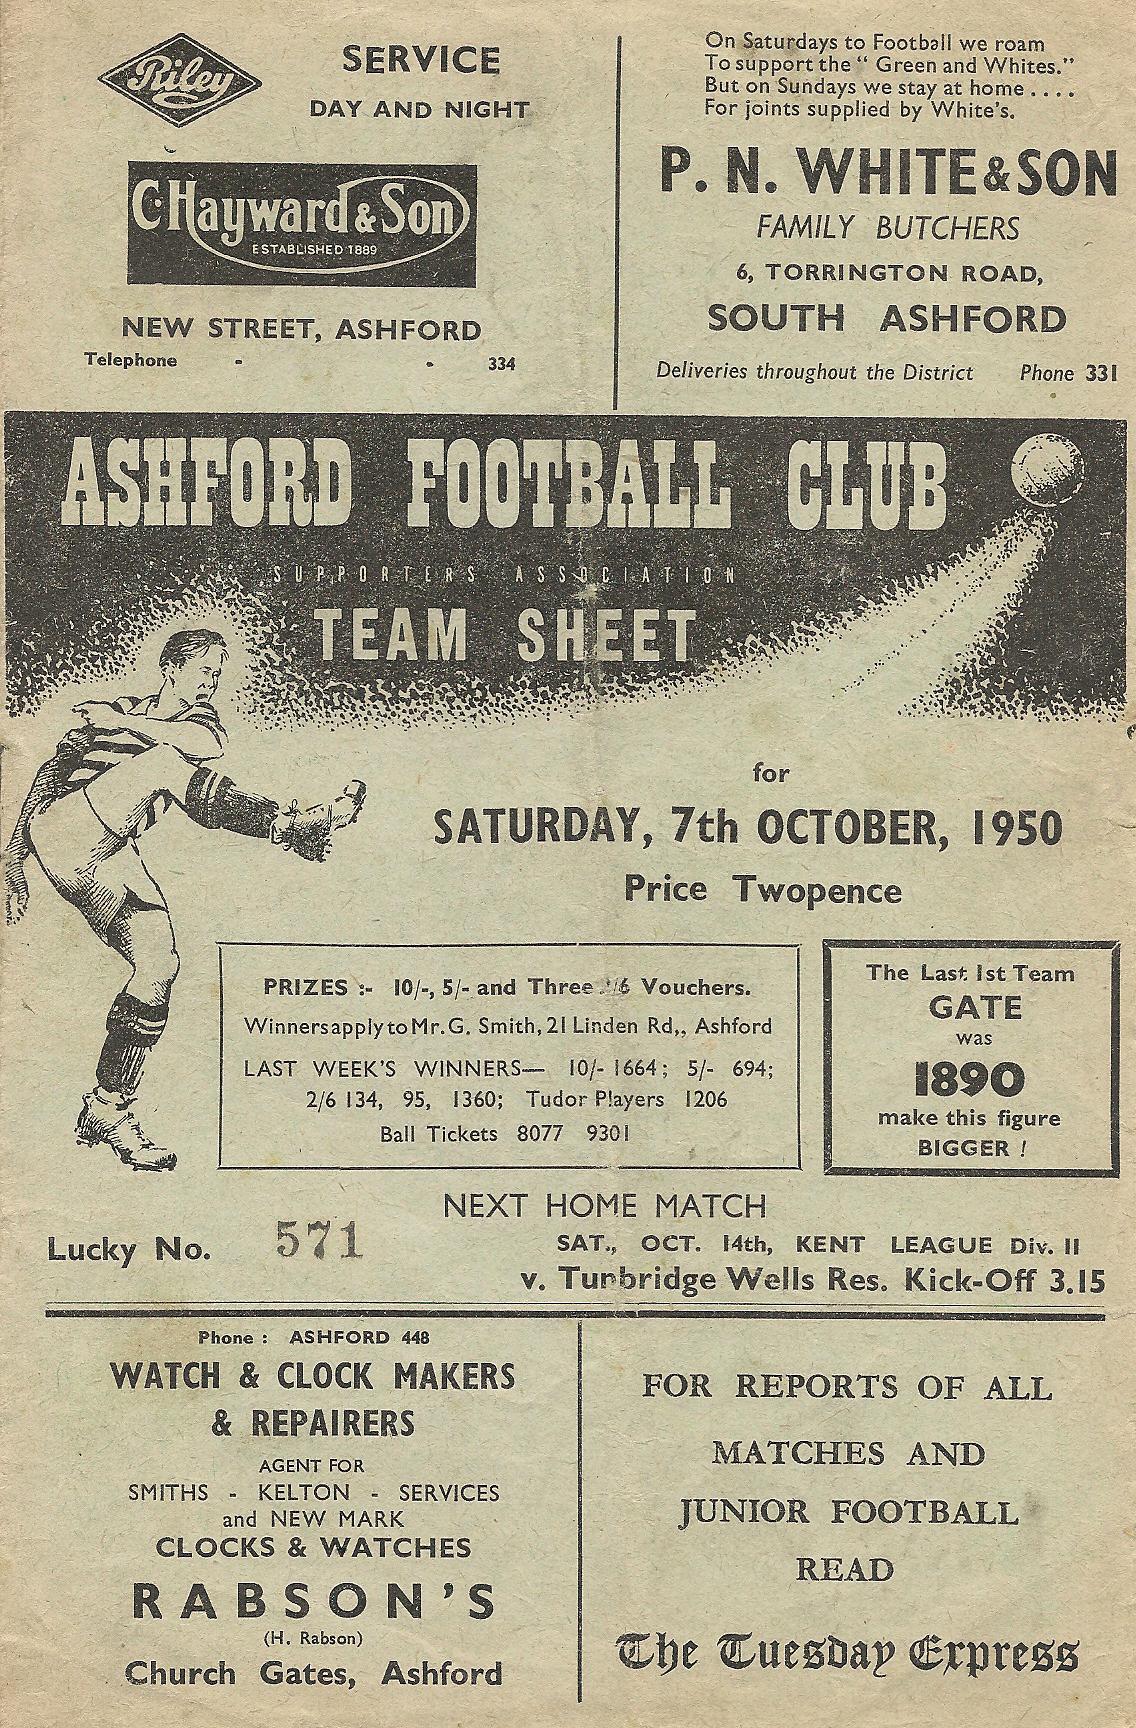 Riley
SERVICE
DAY AND NIGHT
C. Hayward & Son
ESTABLISHED 1889
NEW STREET, ASHFORD
Telephone - - 334
On Saturdays to Football we roam
To support the “ Green and Whites.”
But on Sundays we stay at home . . . .
For joints supplied by White's.
P. N. WHITE & SON
FAMILY BUTCHERS
6, TORRINGTON ROAD,
SOUTH ASHFORD
Deliveries throughout the District Phone 331
ASHFORD FOOTBALL CLUB
SUPPORTERS ASSOCIATION
TEAM SHEET
for
SATURDAY, 7th OCTOBER, 1950
Price Twopence
PRIZES :- 10/-, 5/- and Three /6 Vouchers.
Winners apply to Mr. G. Smith, 21 Linden Rd,, Ashford
LAST WEEK'S WINNERS— 10/- 1664; 5/- 694;
2/6 134, 95, 1360; Tudor Players 1206
Ball Tickets 8077 9301
The Last 1st Team
GATE
was
1890
make this figure
BIGGER !
Lucky No. 571
NEXT HOME MATCH
SAT., OCT. 14th, KENT LEAGUE Div. II
v. Tunbridge Wells Res. Kick-Off 3.15
Phone : ASHFORD 448
WATCH & CLOCK MAKERS
& REPAIRERS
AGENT FOR
SMITHS - KELTON - SERVICES
and NEW MARK
CLOCKS & WATCHES
RABSON'S
(H. Rabson)
Church Gates, Ashford
FOR REPORTS OF ALL
MATCHES AND
JUNIOR FOOTBALL
READ
The Tuesday Express